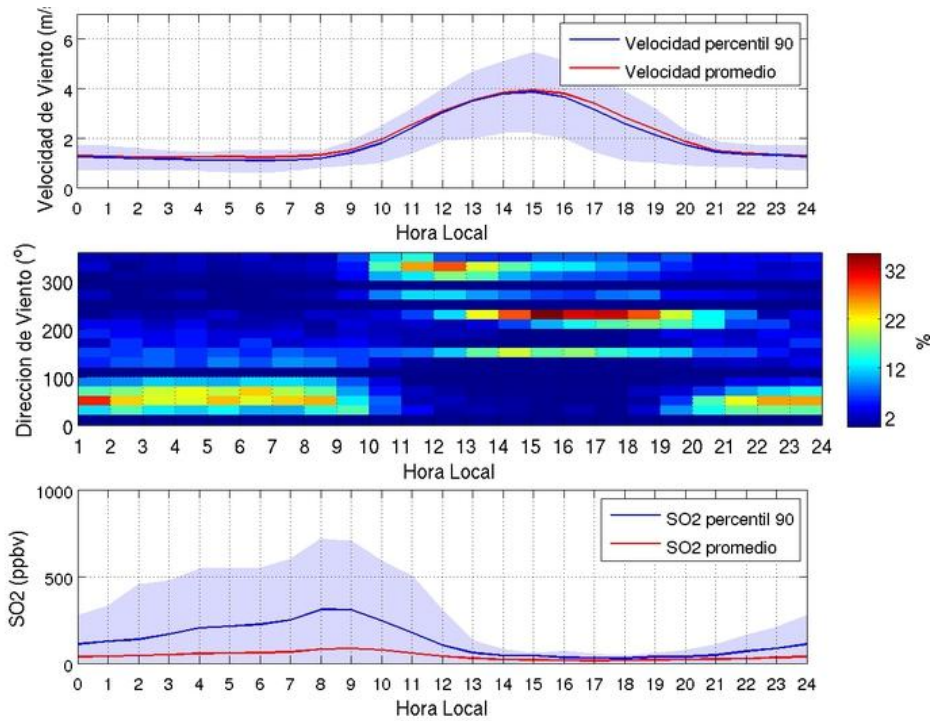 Velocidad de Viento (m/s
6
4
2
0
Velocidad percentil 90
Velocidad promedio
0 1 2 3 4 5 6 7 8 9 10 11 12 13 14 15 16 17 18 19 20 21 22 23 24
Hora Local
Direccion de Viento (º)
300
200
100
0
1 2 3 4 5 6 7 8 9 10 11 12 13 14 15 16 17 18 19 20 21 22 23 24
Hora Local
32
22
12
2
%
SO2 (ppbv)
1000
500
0
SO2 percentil 90
SO2 promedio
0 1 2 3 4 5 6 7 8 9 10 11 12 13 14 15 16 17 18 19 20 21 22 23 24
Hora Local